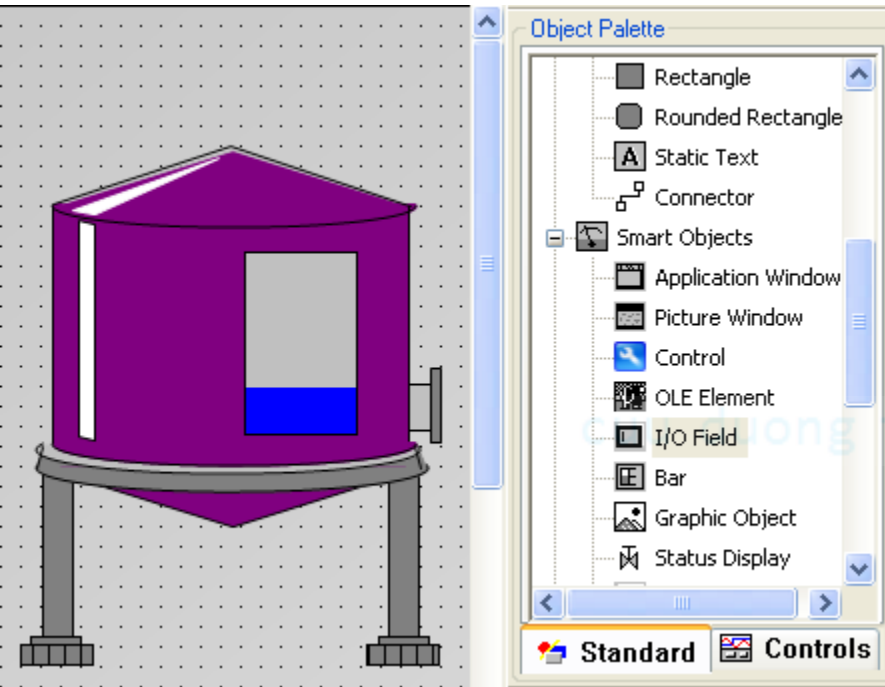 Object Palette
Rectangle
Rounded Rectangle
A Static Text
Connector
Smart Objects
Application Window
Picture Window
Control
OLE Element
I/O Field
Bar
Graphic Object
Status Display
Standard
Controls